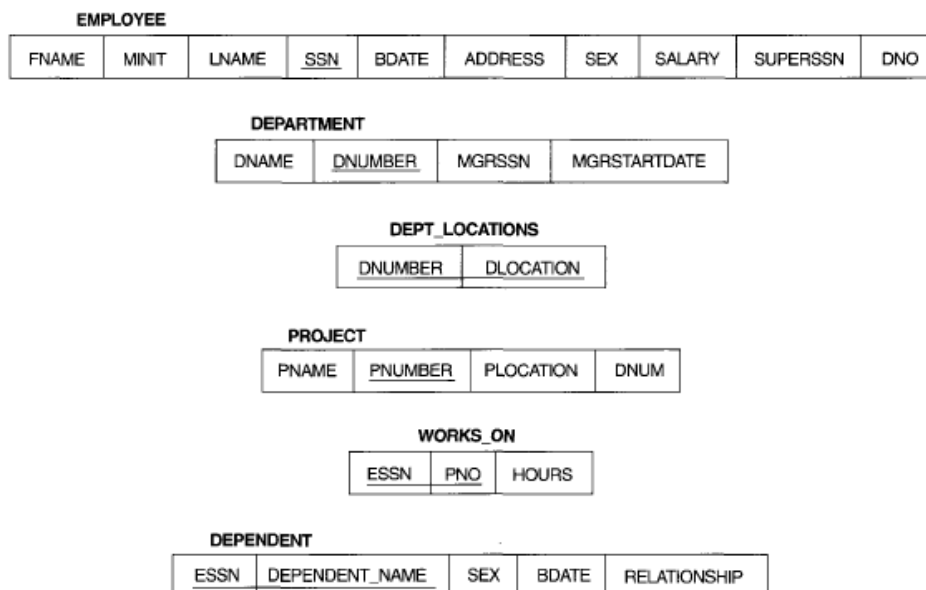 EMPLOYEE
FNAME MINIT LNAME SSN BDATE ADDRESS SEX SALARY SUPERSSN DNO
DEPARTMENT
DNAME DNUMBER MGRSSN MGRSTARTDATE
DEPT_LOCATIONS
DNUMBER DLOCATION
PROJECT
PNAME PNUMBER PLOCATION DNUM
WORKS_ON
ESSN PNO HOURS
DEPENDENT
ESSN DEPENDENT_NAME SEX BDATE RELATIONSHIP